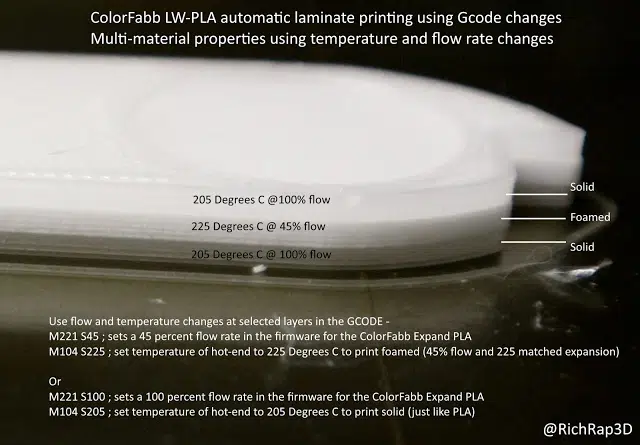 ColorFabb LW-PLA automatic laminate printing using Gcode changes
Multi-material properties using temperature and flow rate changes
205 Degrees C @100% flow
Solid
225 Degrees C @ 45% flow
Foamed
205 Degrees C @ 100% flow
Solid
Use flow and temperature changes at selected layers in the GCODE -
M221 S45 ; sets a 45 percent flow rate in the firmware for the ColorFabb Expand PLA
M104 S225 ; set temperature of hot-end to 225 Degrees C to print foamed (45% flow and 225 matched expansion)
Or
M221 S100 ; sets a 100 percent flow rate in the firmware for the ColorFabb Expand PLA
M104 S205 ; set temperature of hot-end to 205 Degrees C to print solid (just like PLA)
@RichRap3D